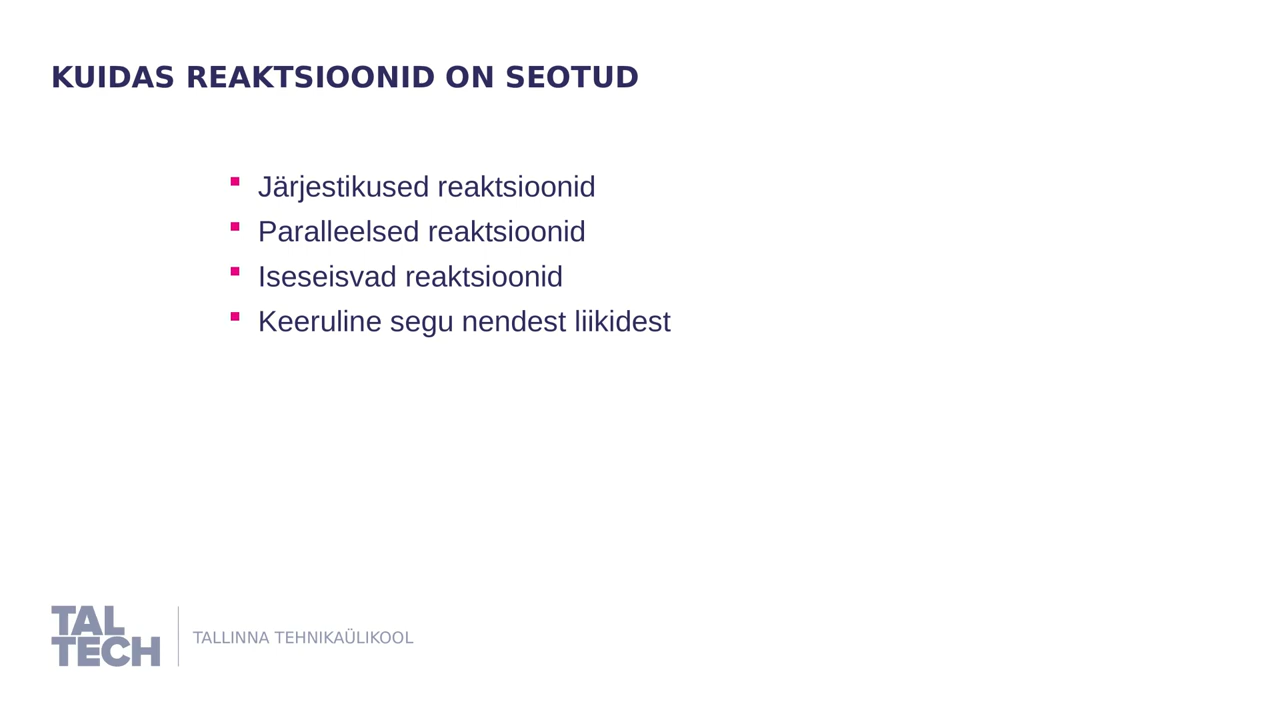 KUIDAS REAKTSIOONID ON SEOTUD
Järjestikused reaktsioonid
Paralleelsed reaktsioonid
Iseseisvad reaktsioonid
Keeruline segu nendest liikidest
TAL
TECH
TALLINNA TEHNIKAÜLIKOOL